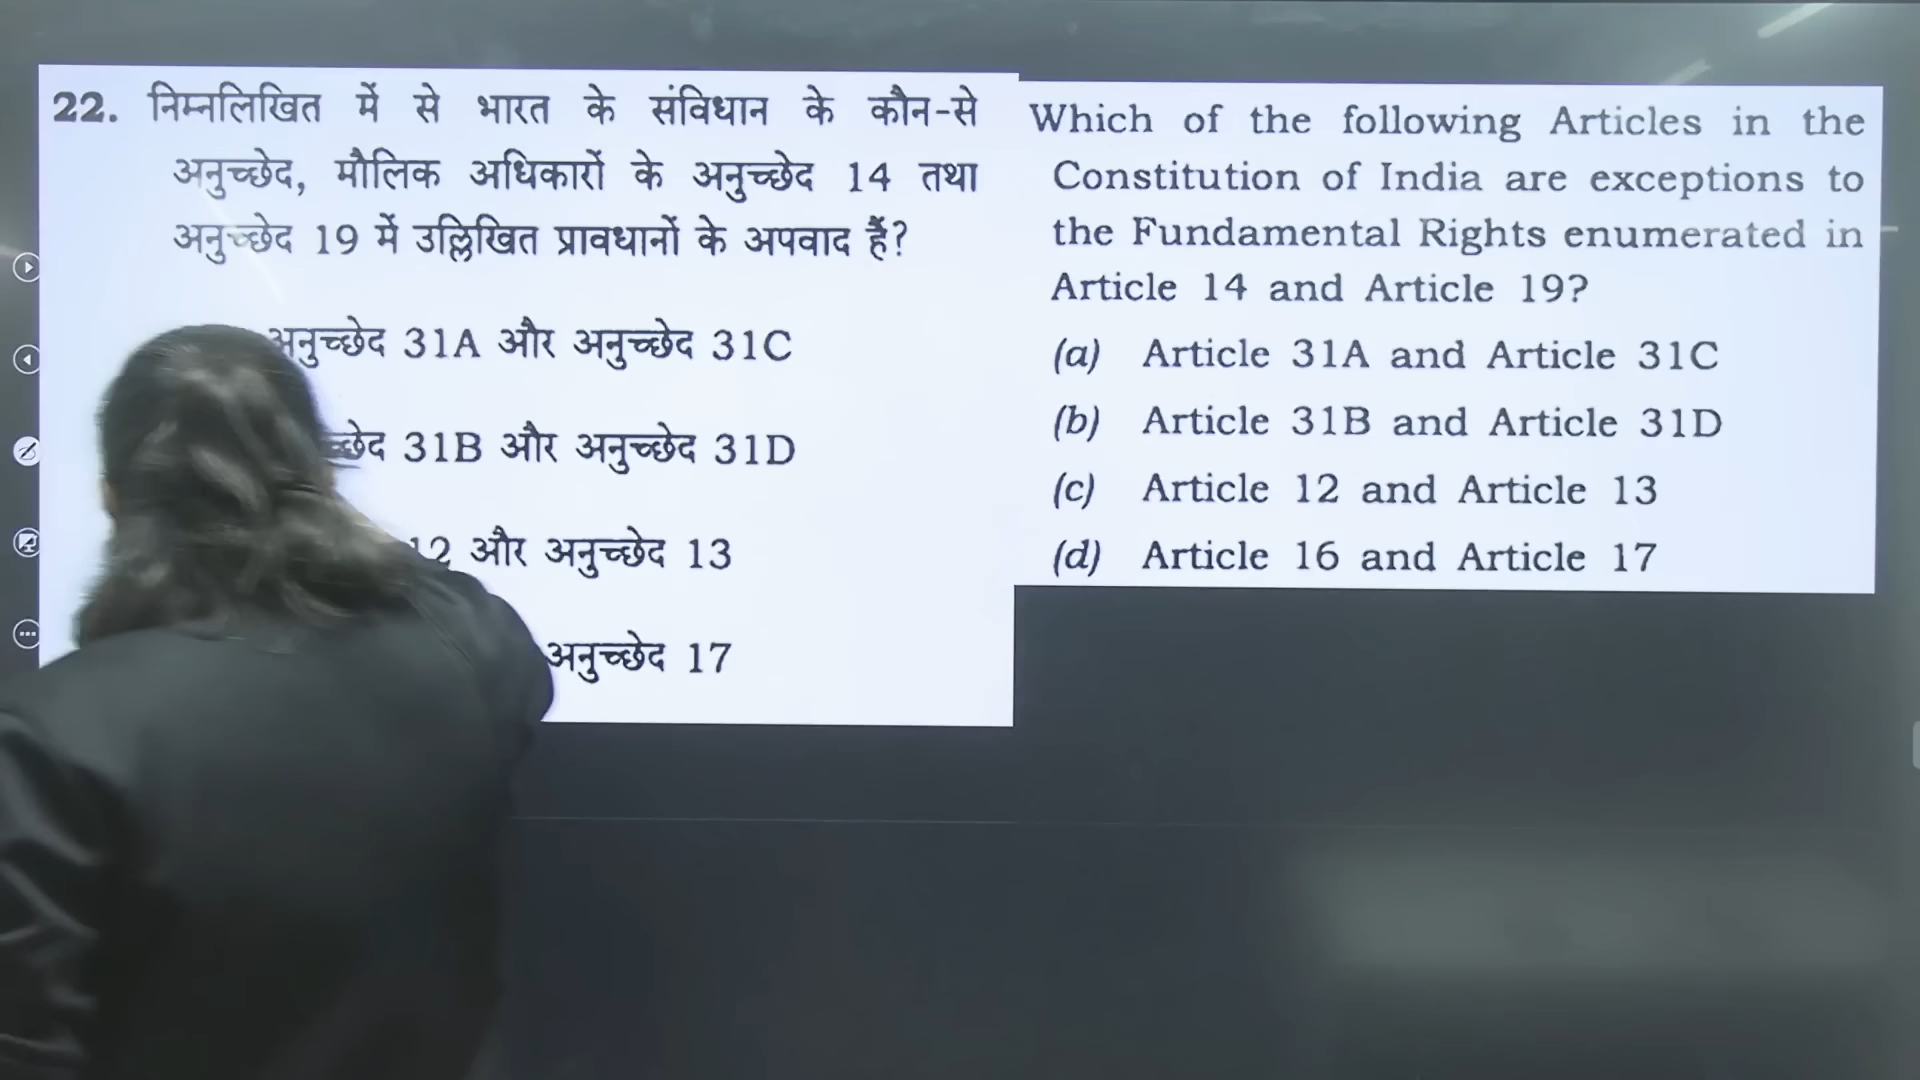 22. निम्नलिखित में से भारत के संविधान के कौन-से
अनुच्छेद, मौलिक अधिकारों के अनुच्छेद 14 तथा
अनुच्छेद 19 में उल्लिखित प्रावधानों के अपवाद हैं?
अनुच्छेद 31A और अनुच्छेद 31C
31B और अनुच्छेद 31D
12 और अनुच्छेद 13
अनुच्छेद 17
Which of the following Articles in the
Constitution of India are exceptions to
the Fundamental Rights enumerated in
Article 14 and Article 19?
(a) Article 31A and Article 31C
(b) Article 31B and Article 31D
(c) Article 12 and Article 13
(d) Article 16 and Article 17